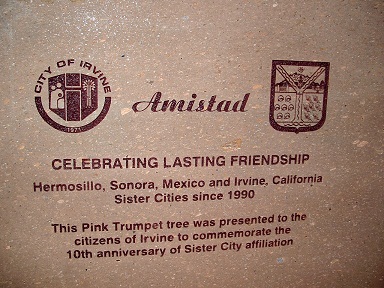 CITY OF IRVINE
1971
Amistad
CELEBRATING LASTING FRIENDSHIP
Hermosillo, Sonora, Mexico and Irvine, California
Sister Cities since 1990
This Pink Trumpet tree was presented to the
citizens of Irvine to commemorate the
10th anniversary of Sister City affiliation